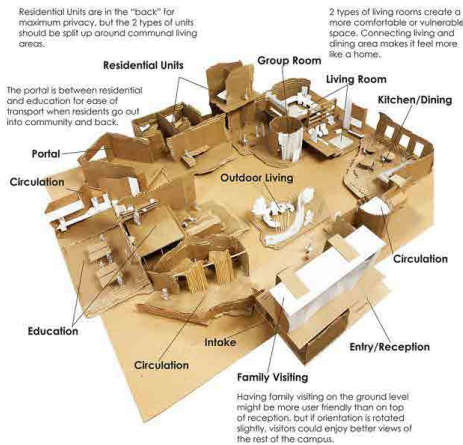 Residential Units are in the "back" for
maximum privacy, but the 2 types of units
should be split up around communal living
areas.
2 types of living rooms create a
more comfortable or vulnerable
space. Connecting living and
dining area makes it feel more
like a home.
Residential Units
Group Room
Living Room
Kitchen/Dining
The portal is between residential
and education for ease of
transport when residents go out
into community and back.
Portal
Circulation
Outdoor Living
Circulation
Education
Circulation
Intake
Entry/Reception
Family Visiting
Having family visiting on the ground level
might be more user friendly than on top
of reception, but if orientation is rotated
slightly, visitors could enjoy better views of
the rest of the campus.